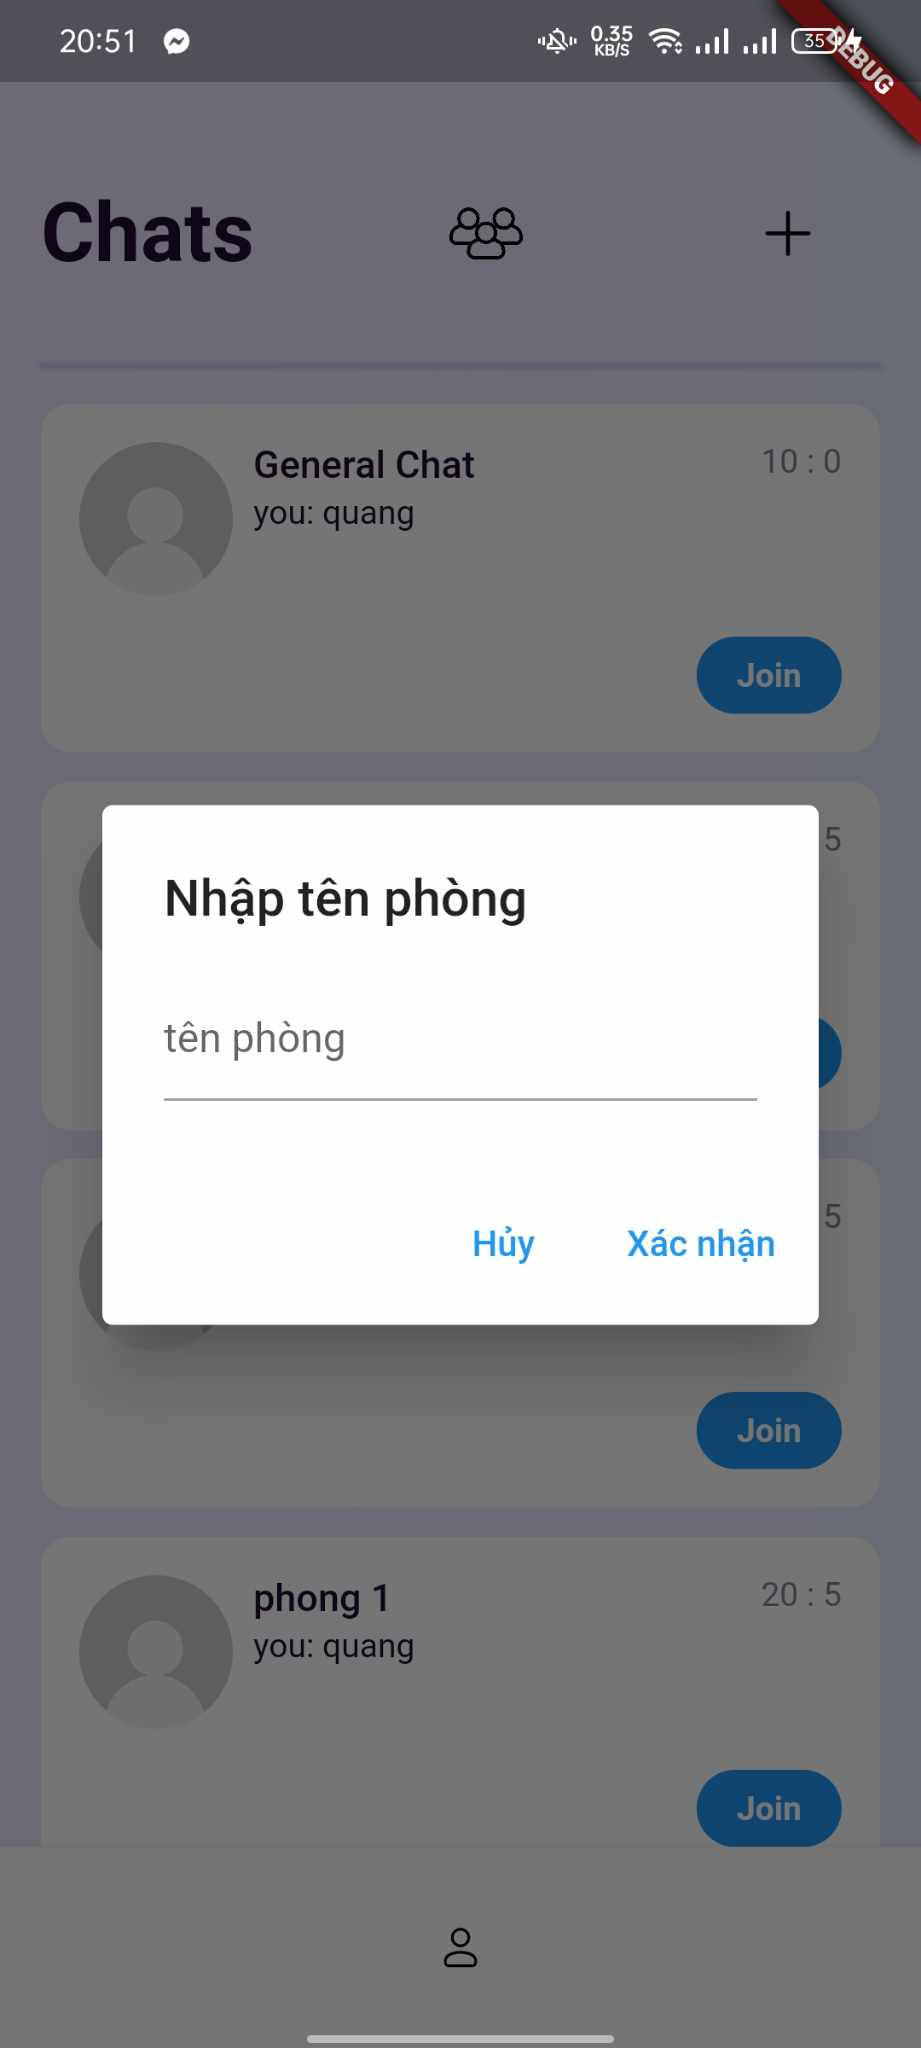 20:51
0.35
KB/S
35
DEBUG
Chats
General Chat
10 : 0
you: quang
Join
5
Nhập tên phòng
tên phòng
Hủy
Xác nhận
5
Join
phong 1
20 : 5
you: quang
Join